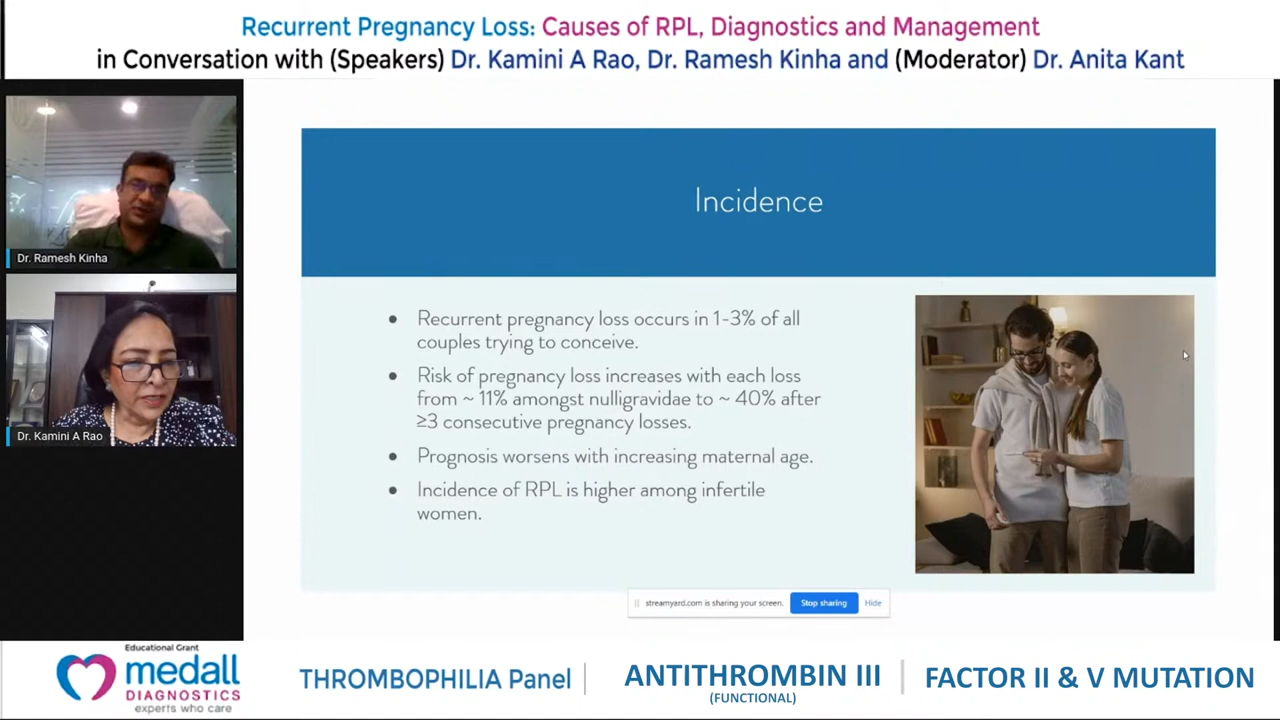 Recurrent Pregnancy Loss: Causes of RPL, Diagnostics and Management
in Conversation with (Speakers) Dr. Kamini A Rao, Dr. Ramesh Kinha and (Moderator) Dr. Anita Kant
Dr. Ramesh Kinha
Dr. Kamini A Rao
Incidence
● Recurrent pregnancy loss occurs in 1-3% of all
couples trying to conceive.
● Risk of pregnancy loss increases with each loss
from ~ 11% amongst nulligravidae to ~ 40% after
≥3 consecutive pregnancy losses.
● Prognosis worsens with increasing maternal age.
● Incidence of RPL is higher among infertile
women.
streamyard.com is sharing your screen. Stop sharing Hide
Educational Grant
medall
DIAGNOSTICS
experts who care
THROMBOPHILIA Panel
ANTITHROMBIN III
(FUNCTIONAL)
FACTOR II & V MUTATION